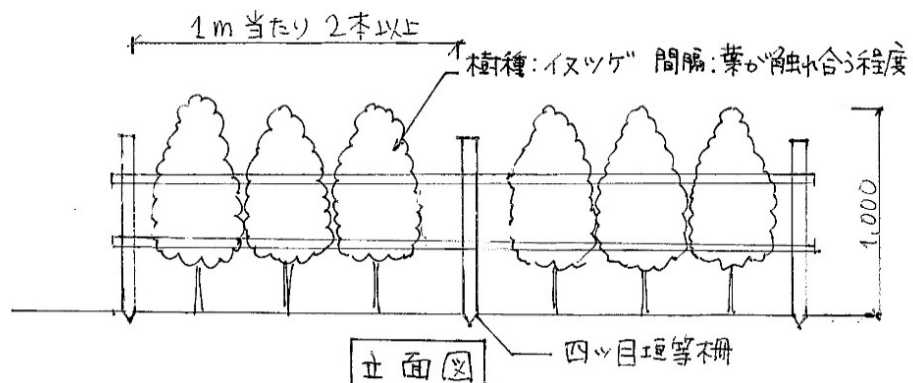 1m当たり 2本以上
樹種:イヌツゲ 間隔:葉が触れ合う程度
1,000
四ツ目垣等柵
立面図